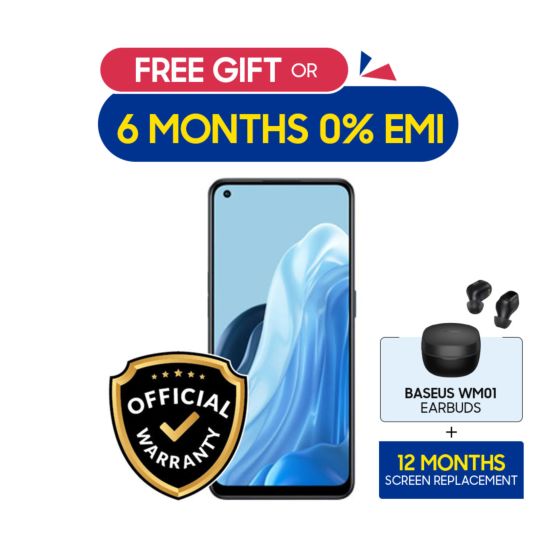 FREE GIFT OR
6 MONTHS 0% EMI
OFFICIAL
WARRANTY
BASEUS WM01
EARBUDS
+
12 MONTHS
SCREEN REPLACEMENT